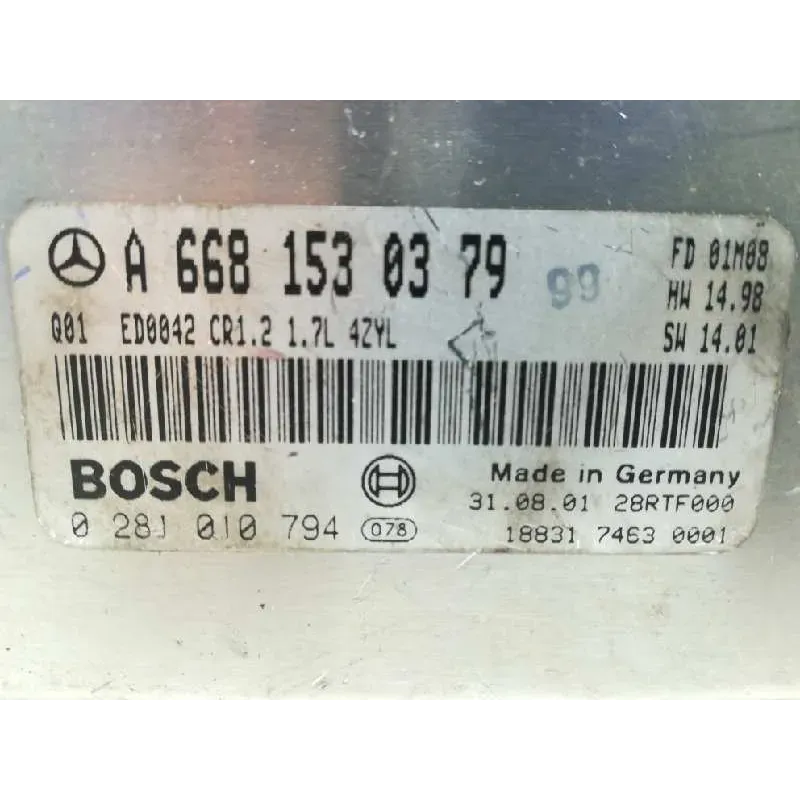 A 668 153 03 79
99
FD 01M08
HW 14.98
SW 14.01
Q01 ED0042 CR1.2 1.7L 4ZYL
BOSCH
Made in Germany
31.08.01 28RTF000
0 281 010 794 078
18831 7463 0001